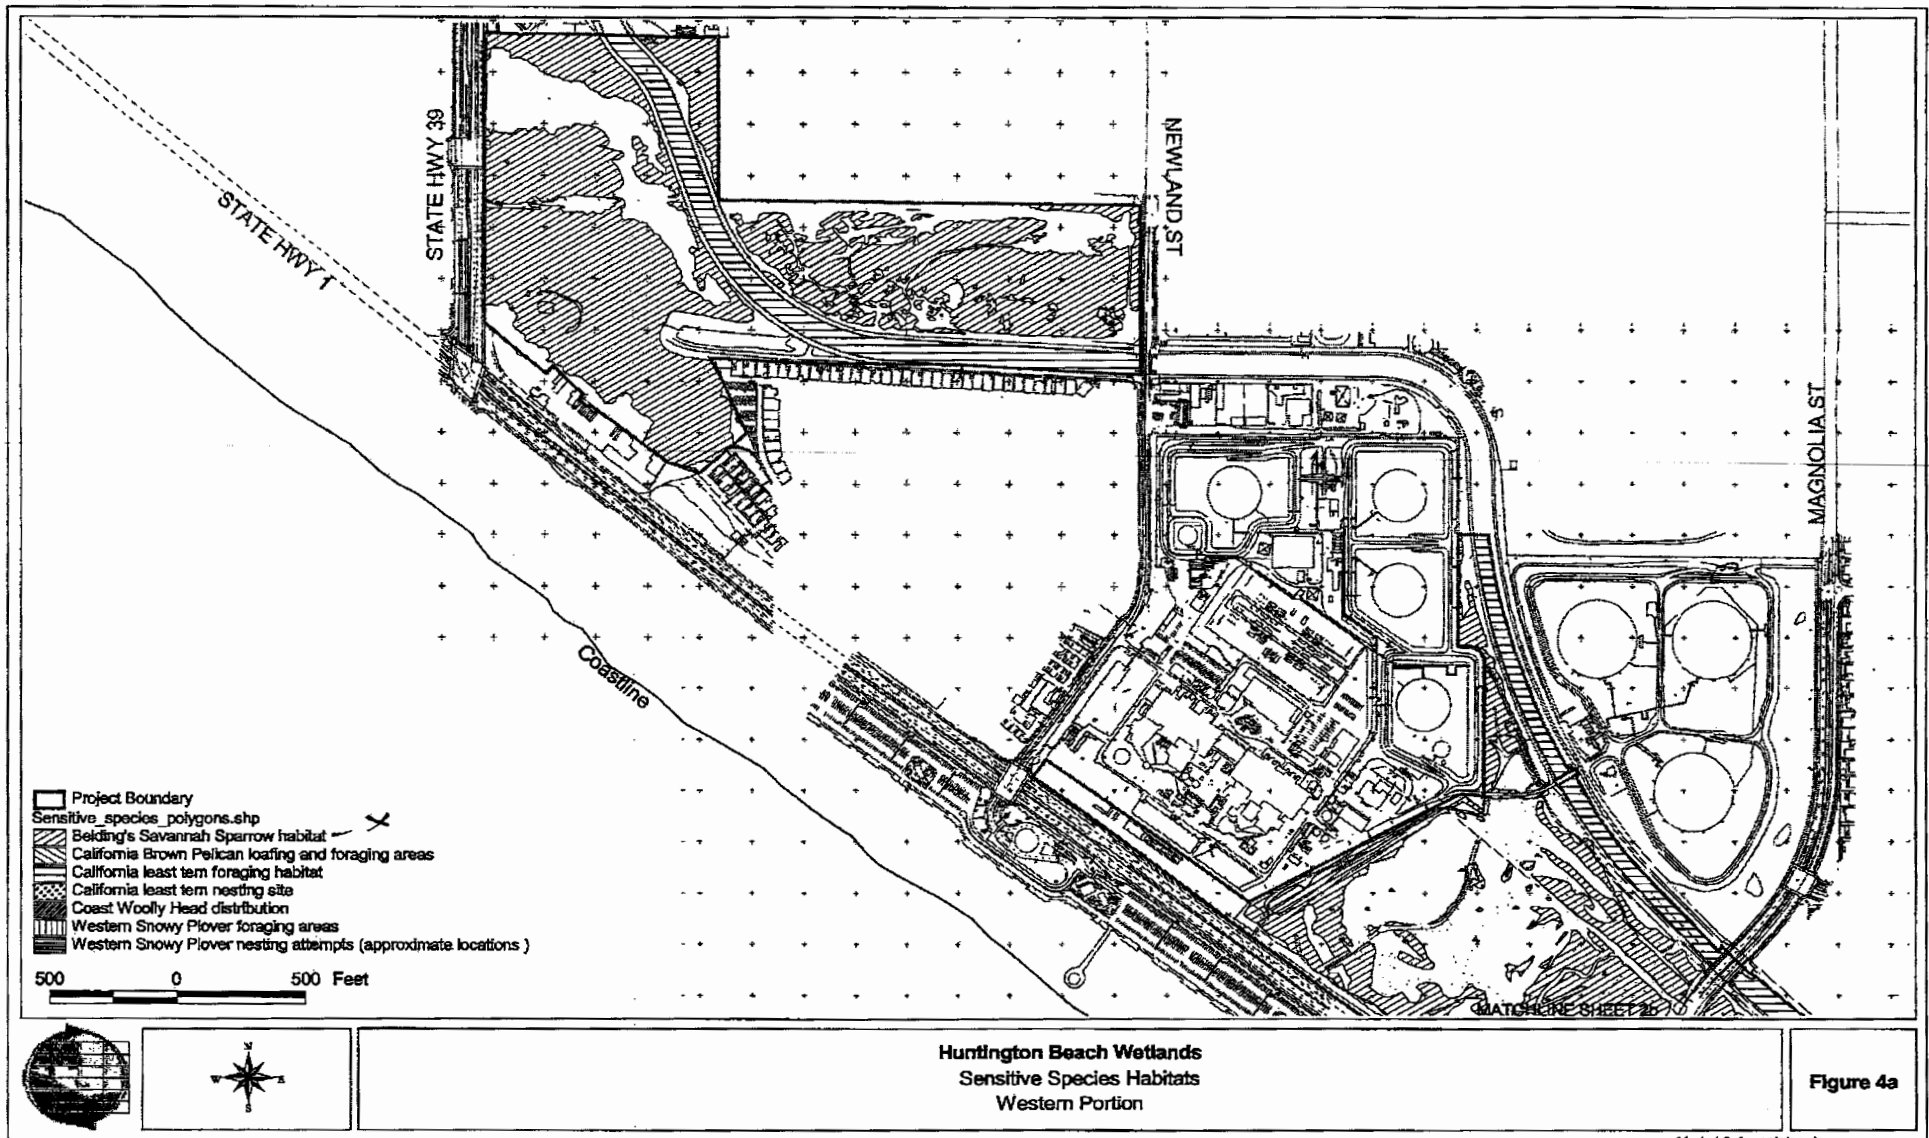 STATE HWY 39
NEWLAND ST
STATE HWY 1
MAGNOLIA ST
Coastline
Project Boundary
Sensitive_species_polygons.shp
Belding's Savannah Sparrow habitat
California Brown Pelican loafing and foraging areas
California least tern foraging habitat
California least tern nesting site
Coast Woolly Head distribution
Western Snowy Plover foraging areas
Western Snowy Plover nesting attempts (approximate locations )
500 0 500 Feet
MATCHLINE SHEET 2b
N
W E
S
Huntington Beach Wetlands
Sensitive Species Habitats
Western Portion
Figure 4a